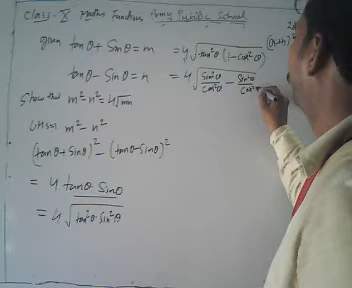 Class - X Maths Functions Army Public School
given tanθ + Sinθ = m
tanθ - Sinθ = n
Show that m² - n² = 4√mn
LHS m² - n²
(tanθ + Sinθ)² - (tanθ - Sinθ)²
= 4 tanθ · Sinθ
= 4 √tan²θ · Sin²θ
= 4 √tan²θ (1 - Cos²θ)
= 4 √Sin²θ/Cos²θ - Sin²θ/Cos²θ
(a+b)²